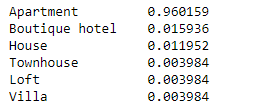 Apartment 0.960159
Boutique hotel 0.015936
House 0.011952
Townhouse 0.003984
Loft 0.003984
Villa 0.003984